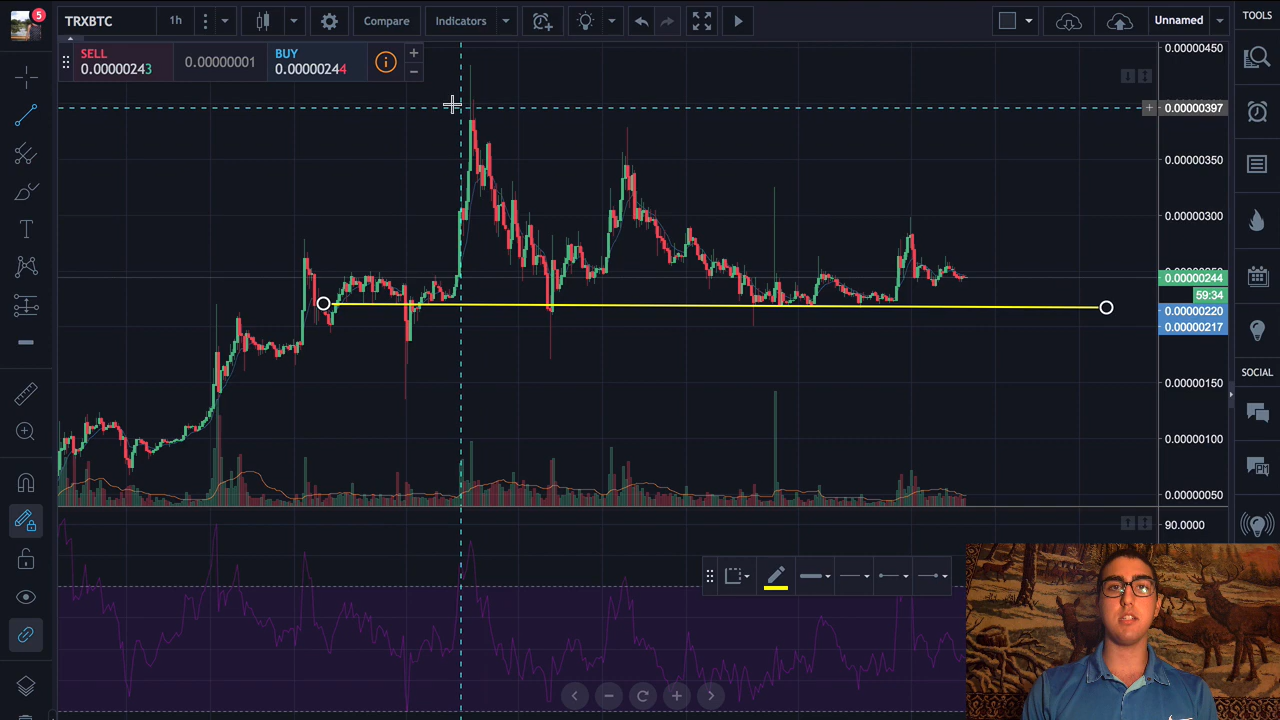 5
TRXBTC
1h
Compare
Indicators
Unnamed
TOOLS
SELL
0.00000243
0.00000001
BUY
0.00000244
0.00000450
0.00000397
0.00000350
0.00000300
0.00000244
59:34
0.00000220
0.00000217
0.00000150
0.00000100
0.00000050
90.0000
SOCIAL